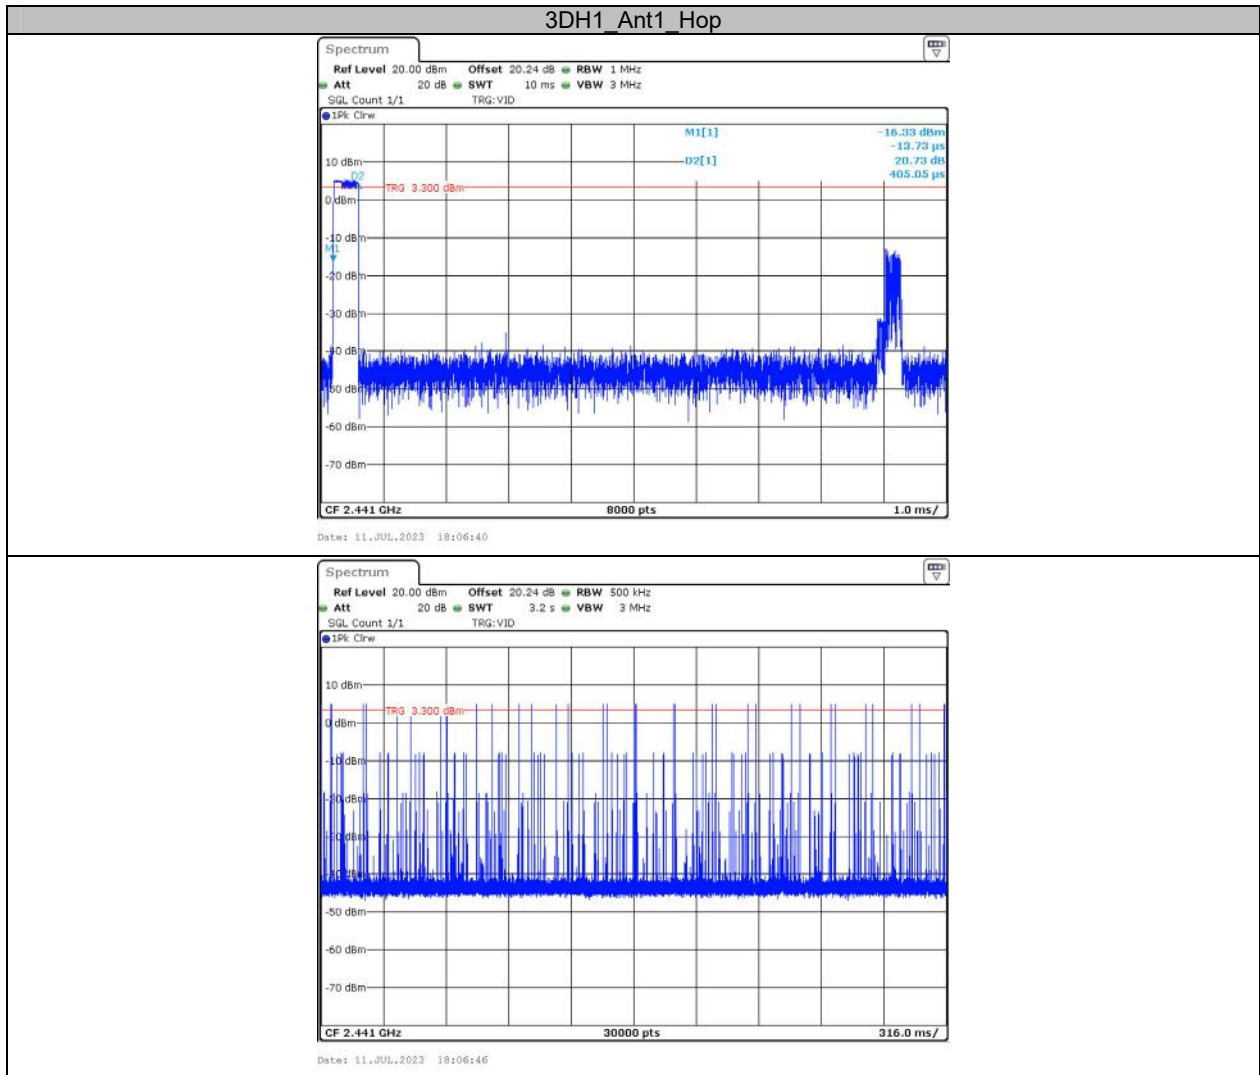 3DH1_Ant1_Hop
Spectrum
Ref Level 20.00 dBm Offset 20.24 dB RBW 1 MHz
Att 20 dB SWT 10 ms VBW 3 MHz
SGL Count 1/1 TRG:VID
1Pk Clrw
M1[1] -16.33 dBm
-13.73 µs
10 dBm D2[1] 20.73 dB
405.05 µs
D2
TRG 3.300 dBm
0 dBm
-10 dBm
M1
-20 dBm
-30 dBm
-40 dBm
-50 dBm
-60 dBm
-70 dBm
CF 2.441 GHz 8000 pts 1.0 ms/
Date: 11.JUL.2023 18:06:40
Spectrum
Ref Level 20.00 dBm Offset 20.24 dB RBW 500 kHz
Att 20 dB SWT 3.2 s VBW 3 MHz
SGL Count 1/1 TRG:VID
1Pk Clrw
10 dBm
TRG 3.300 dBm
0 dBm
-10 dBm
-20 dBm
-50 dBm
-60 dBm
-70 dBm
CF 2.441 GHz 30000 pts 316.0 ms/
Date: 11.JUL.2023 18:06:46